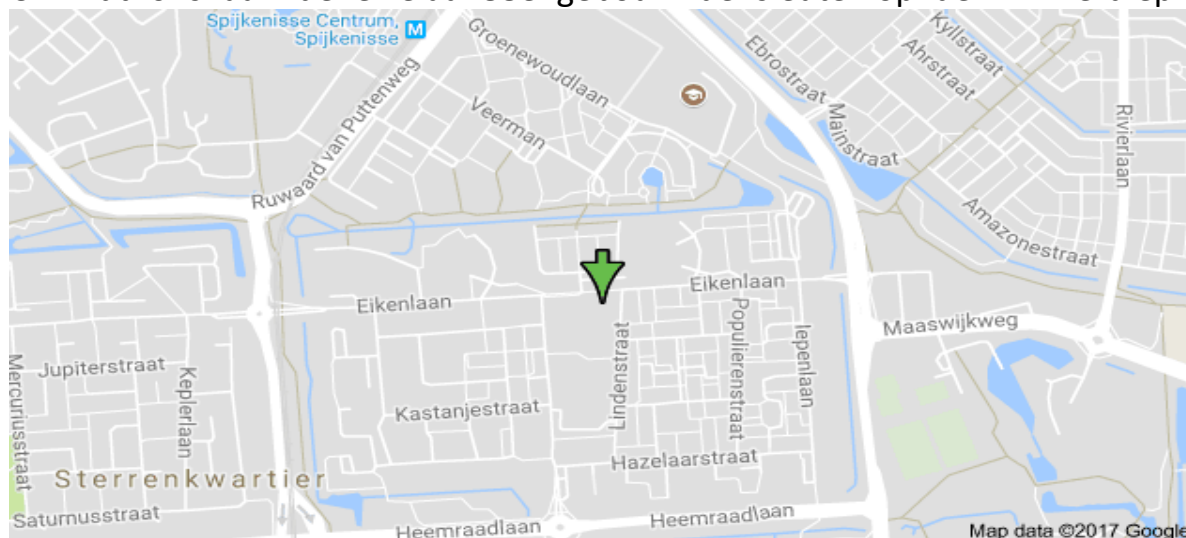 Spijkenisse Centrum,
Spijkenisse
M
Groenewoudlaan
Veerman
Ruwaard van Puttenweg
Ebrostraat
Kyllstraat
Ahrstraat
Mainstraat
Rivierlaan
Amazonestraat
Eikenlaan
Eikenlaan
Maaswijkweg
Lindenstraat
Populierenstraat
Iepenlaan
Jupiterstraat
Mercuriusstraat
Keplerlaan
Kastanjestraat
Hazelaarstraat
Sterrenkwartier
Saturnusstraat
Heemraadlaan
Heemraadlaan
Map data ©2017 Google